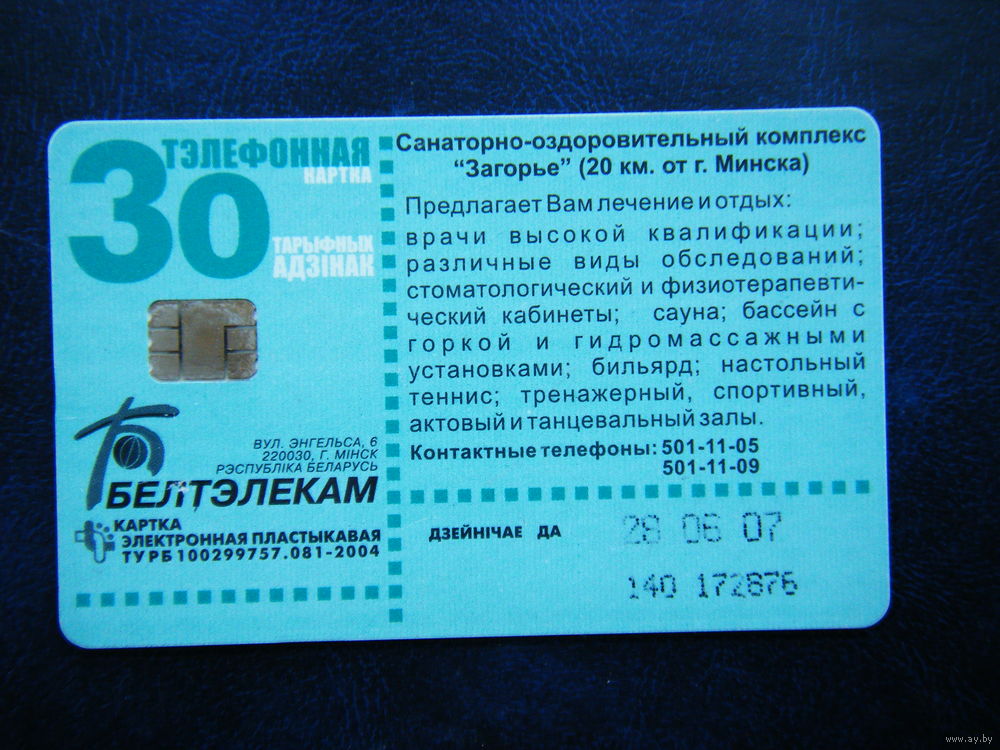 30
ТЭЛЕФОННАЯ
КАРТКА
ТАРЫФНЫХ
АДЗІНАК
ВУЛ. ЭНГЕЛЬСА, 6
220030, Г. МІНСК
РЭСПУБЛІКА БЕЛАРУСЬ
БЕЛТЭЛЕКАМ
КАРТКА
ЭЛЕКТРОННАЯ ПЛАСТЫКАВАЯ
ТУ РБ 100299757.081-2004
Санаторно-оздоровительный комплекс
“Загорье” (20 км. от г. Минска)
Предлагает Вам лечение и отдых:
врачи высокой квалификации;
различные виды обследований;
стоматологический и физиотерапевти-
ческий кабинеты; сауна; бассейн с
горкой и гидромассажными
установками; бильярд; настольный
теннис; тренажерный, спортивный,
актовый и танцевальный залы.
Контактные телефоны: 501-11-05
501-11-09
ДЗЕЙНІЧАЕ ДА 28 06 07
140 172876
www.ay.by